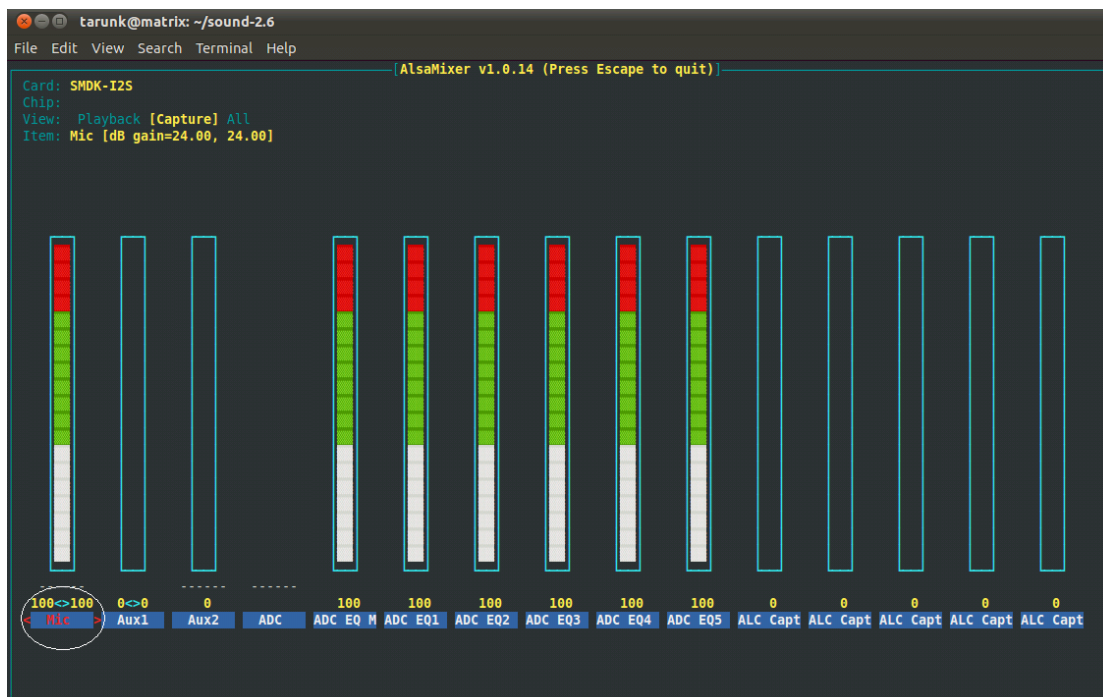 tarunk@matrix: ~/sound-2.6
File Edit View Search Terminal Help
[AlsaMixer v1.0.14 (Press Escape to quit)]
Card: SMDK-I2S
Chip:
View: Playback [Capture] All
Item: Mic [dB gain=24.00, 24.00]
------ ------ ------
100<>100 0<>0 0 100 100 100 100 100 100 0 0 0 0 0
< Mic > Aux1 Aux2 ADC ADC EQ M ADC EQ1 ADC EQ2 ADC EQ3 ADC EQ4 ADC EQ5 ALC Capt ALC Capt ALC Capt ALC Capt ALC Capt